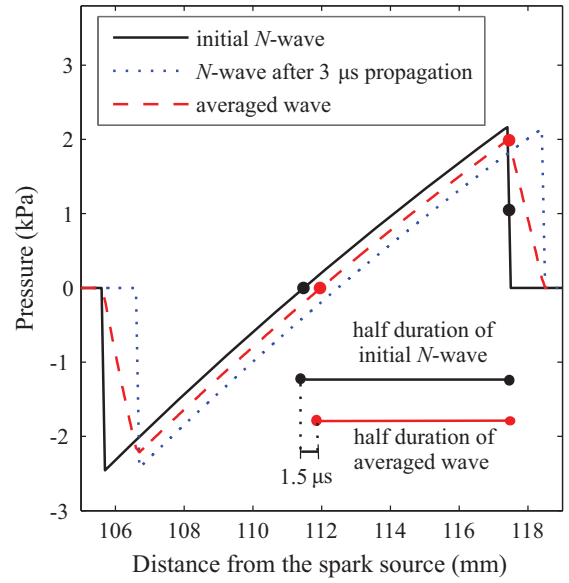 initial N-wave
N-wave after 3 μs propagation
averaged wave
3
2
1
0
-1
-2
-3
Pressure (kPa)
half duration of
initial N-wave
half duration of
averaged wave
1.5 μs
106 108 110 112 114 116 118
Distance from the spark source (mm)